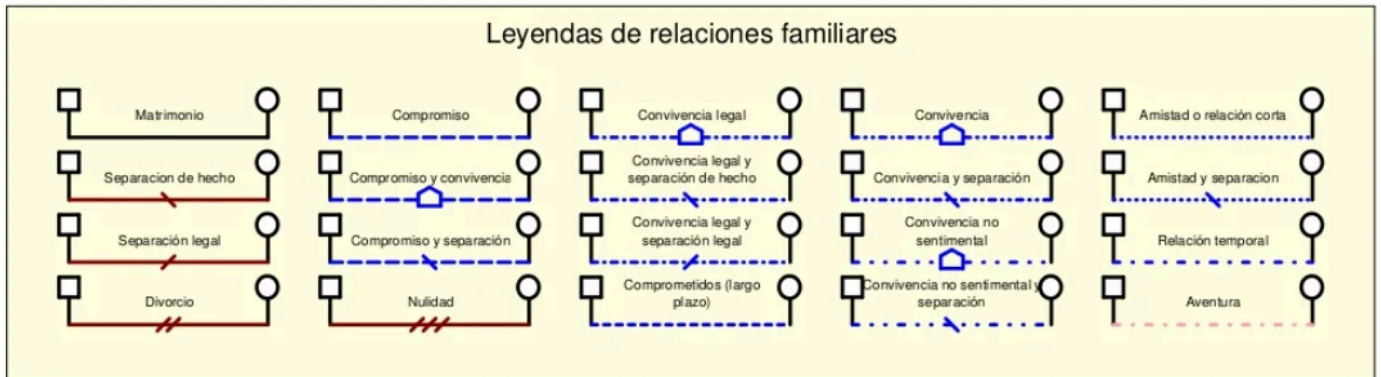 Leyendas de relaciones familiares
Matrimonio
Compromiso
Convivencia legal
Convivencia
Amistad o relación corta
Separacion de hecho
Compromiso y convivencia
Convivencia legal y
separación de hecho
Convivencia y separación
Amistad y separacion
Separación legal
Compromiso y separación
Convivencia legal y
separación legal
Convivencia no
sentimental
Relación temporal
Divorcio
Nulidad
Comprometidos (largo
plazo)
Convivencia no sentimental y
separación
Aventura